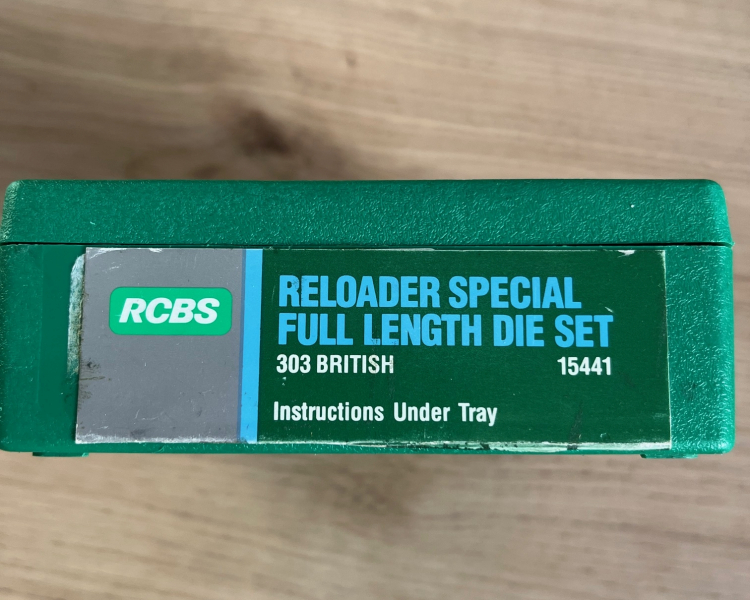 RCBS
RELOADER SPECIAL
FULL LENGTH DIE SET
303 BRITISH 15441
Instructions Under Tray